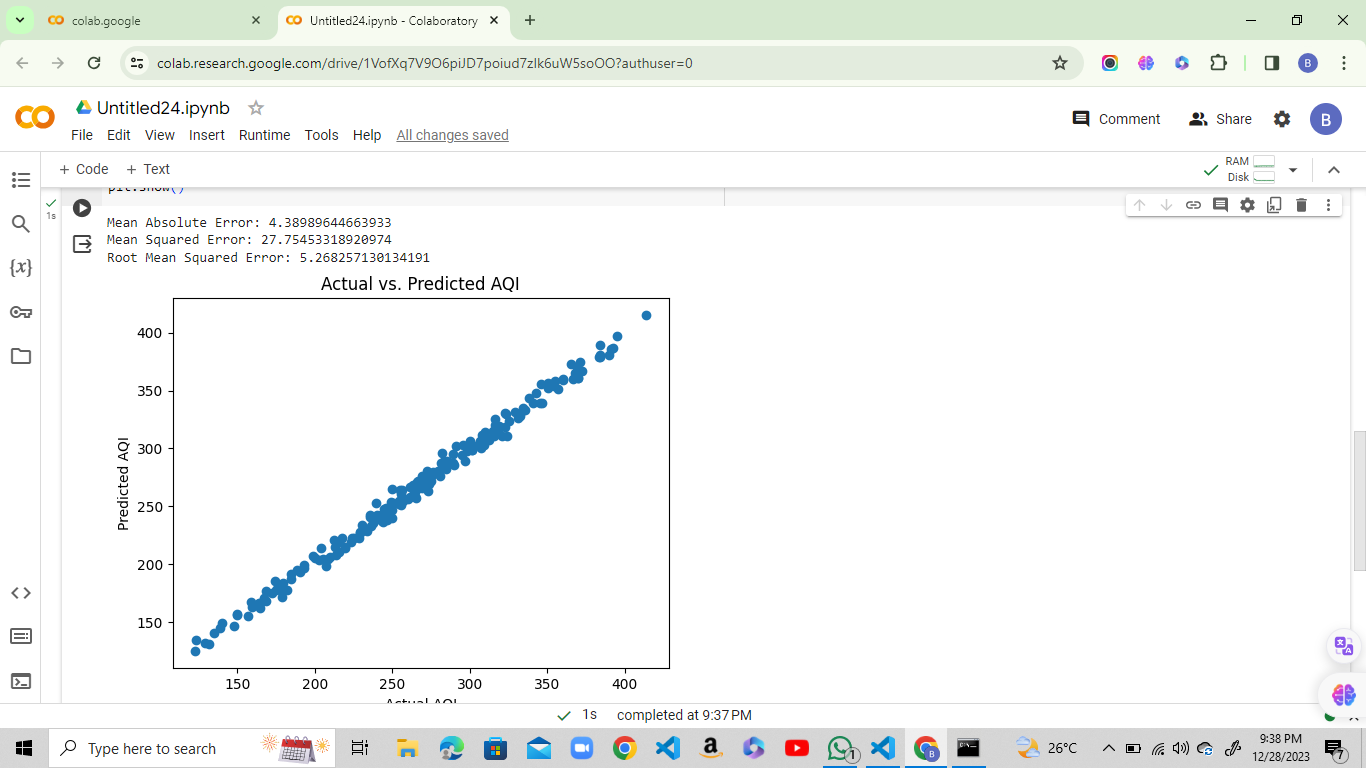 colab.google
Untitled24.ipynb - Colaboratory
colab.research.google.com/drive/1VofXq7V9O6piJD7poiud7zIk6uW5soOO?authuser=0
B
Untitled24.ipynb
File Edit View Insert Runtime Tools Help All changes saved
Comment Share B
+ Code + Text
RAM
Disk
plt.show()
1s
Mean Absolute Error: 4.38989644663933
Mean Squared Error: 27.75453318920974
Root Mean Squared Error: 5.268257130134191
{x}
Actual vs. Predicted AQI
400
350
300
250
200
150
Predicted AQI
150 200 250 300 350 400
Actual AQI
1s completed at 9:37 PM
Type here to search
1
B
26°C
9:38 PM
12/28/2023
7